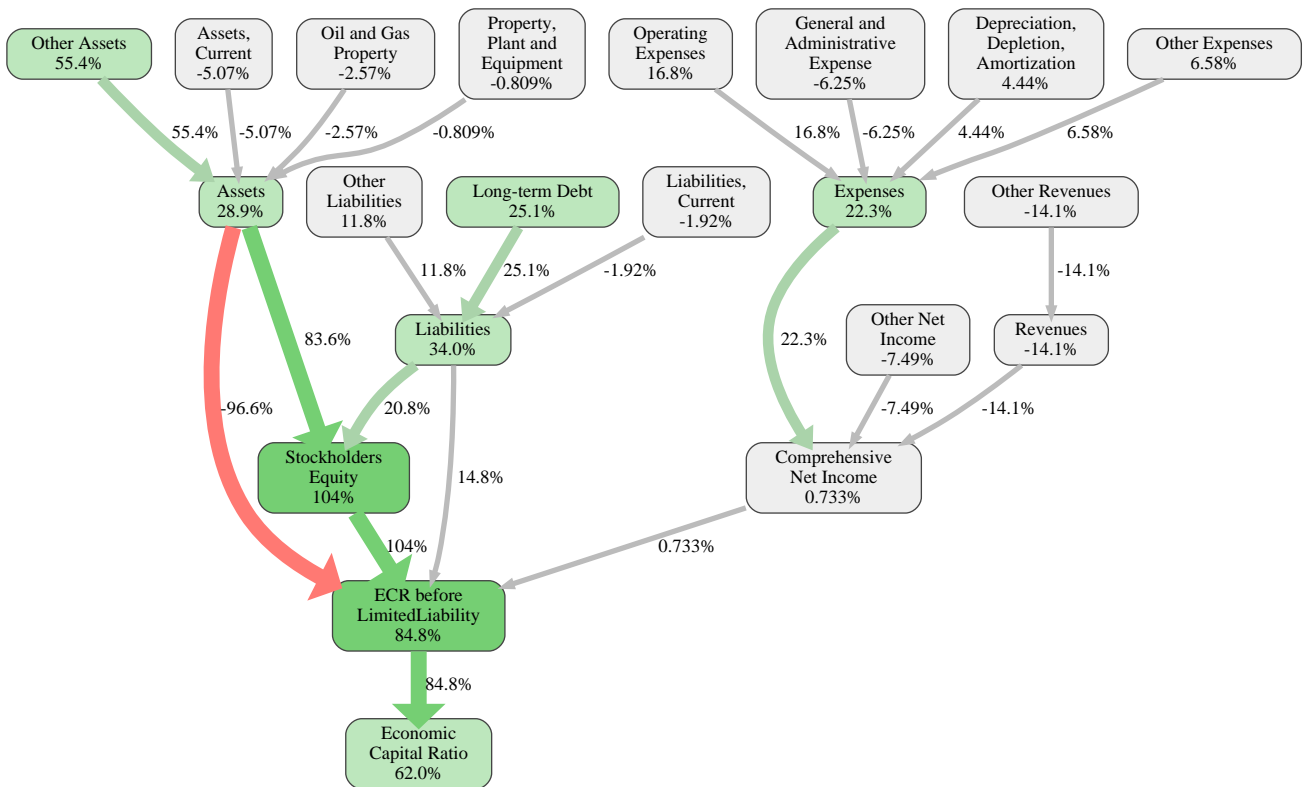 Other Assets
55.4%
Assets,
Current
-5.07%
Oil and Gas
Property
-2.57%
Property,
Plant and
Equipment
-0.809%
Operating
Expenses
16.8%
General and
Administrative
Expense
-6.25%
Depreciation,
Depletion,
Amortization
4.44%
Other Expenses
6.58%
55.4%
-5.07%
-2.57%
-0.809%
16.8%
-6.25%
4.44%
6.58%
Assets
28.9%
Other
Liabilities
11.8%
Long-term Debt
25.1%
Liabilities,
Current
-1.92%
Expenses
22.3%
Other Revenues
-14.1%
11.8%
25.1%
-1.92%
-14.1%
83.6%
Liabilities
34.0%
22.3%
Other Net
Income
-7.49%
Revenues
-14.1%
-96.6%
20.8%
-7.49%
-14.1%
Stockholders
Equity
104%
14.8%
Comprehensive
Net Income
0.733%
104%
0.733%
ECR before
LimitedLiability
84.8%
84.8%
Economic
Capital Ratio
62.0%